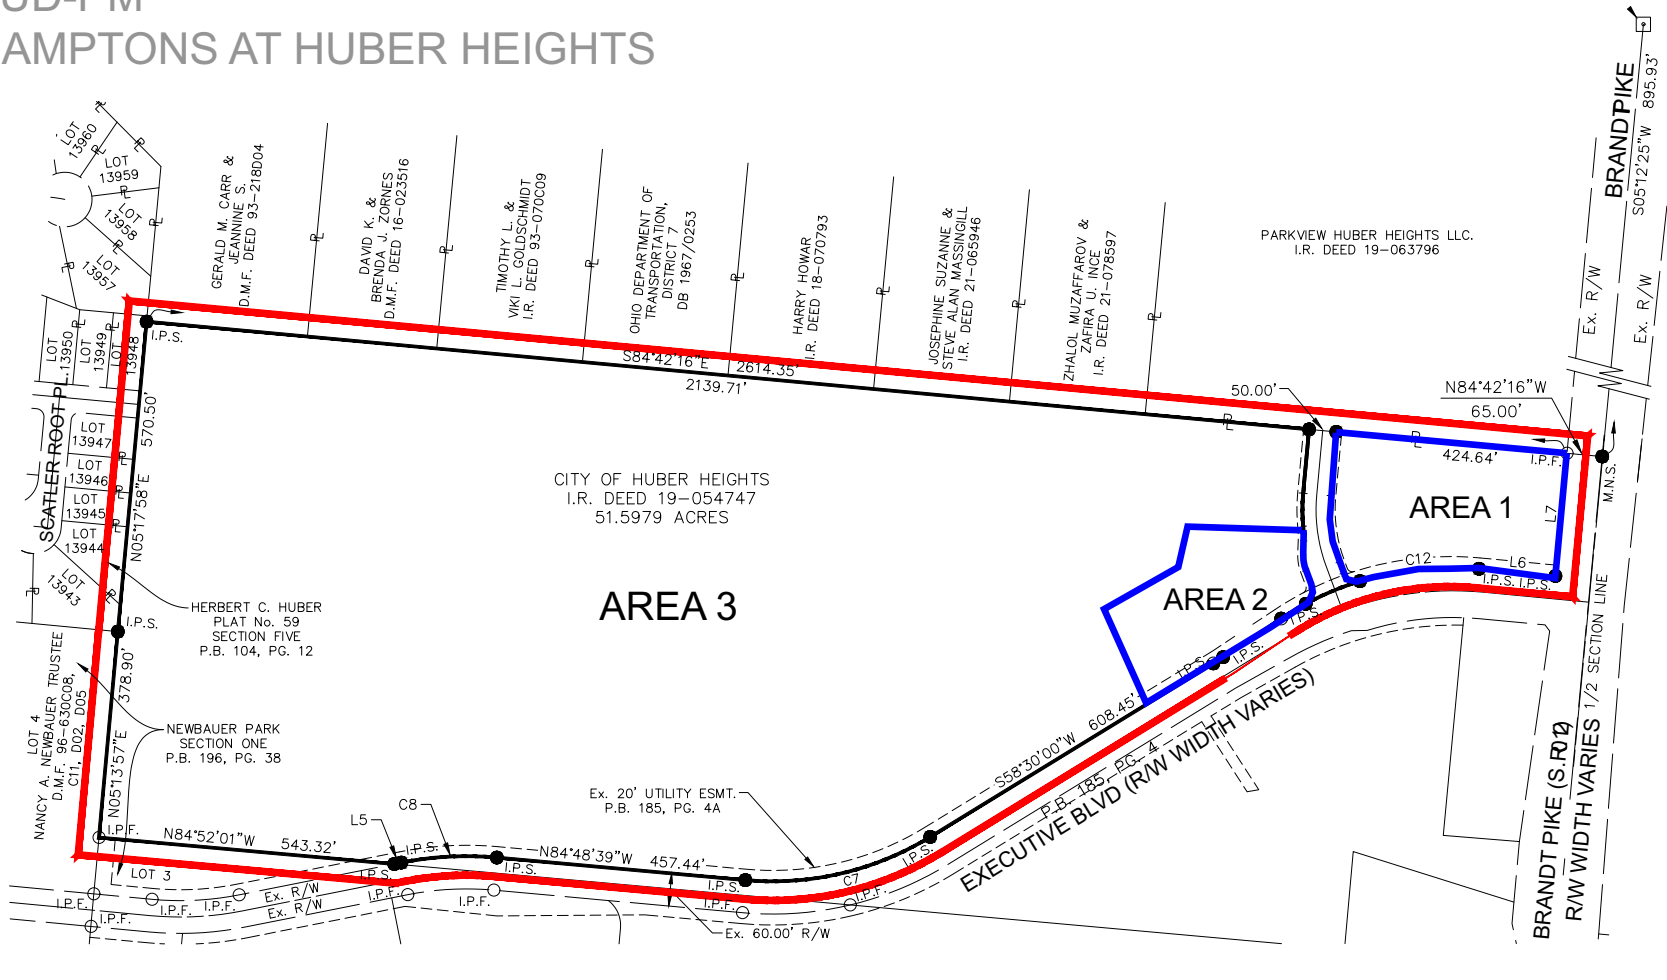 UD-PM
AMPTONS AT HUBER HEIGHTS
BRANDT PIKE
S05°12'25"W 895.93'
Ex. R/W
Ex. R/W
LOT
13960
LOT
13959
LOT
13958
LOT
13957
GERALD M. CARR &
JEANNINE S.
D.M.F. DEED 93-218D04
DAVID K. &
BRENDA J. ZORNES
D.M.F. DEED 16-023516
TIMOTHY L. &
VIKI L. GOLDSCHMIDT
I.R. DEED 93-070C09
OHIO DEPARTMENT OF
TRANSPORTATION,
DISTRICT 7
DB 1967/0253
HARRY HOWAR
I.R. DEED 18-070793
JOSEPHINE SUZANNE &
STEVE ALAN MASSINGILL
I.R. DEED 21-065946
ZHALOL MUZAFFAROV &
ZAFIRA U. INCE
I.R. DEED 21-078597
PARKVIEW HUBER HEIGHTS LLC.
I.R. DEED 19-063796
LOT
13950
LOT
13949
LOT
13948
I.P.S.
S84°42'16"E 2614.35'
2139.71'
50.00'
N84°42'16"W
65.00'
424.64'
I.P.F.
M.N.S.
SCATLER ROOT PL.
LOT
13947
LOT
13946
LOT
13945
LOT
13944
LOT
13943
N05°17'58"E 570.50'
CITY OF HUBER HEIGHTS
I.R. DEED 19-054747
51.5979 ACRES
AREA 1
L7
C12
L6
I.P.S.
I.P.S.
AREA 2
AREA 3
I.P.S.
I.P.S.
I.P.S.
HERBERT C. HUBER
PLAT No. 59
SECTION FIVE
P.B. 104, PG. 12
I.P.S.
LOT 4
NANCY A. NEWBAUER TRUSTEE
D.M.F. 96-630C08,
C11, D02, D05
N05°13'57"E 378.90'
NEWBAUER PARK
SECTION ONE
P.B. 196, PG. 38
1/2 SECTION LINE
608.45'
S58°30'00"W
P.B. 185, PG. 4
EXECUTIVE BLVD (R/W WIDTH VARIES)
BRANDT PIKE (S.R.
R/W WIDTH VARIES
Ex. 20' UTILITY ESMT.
P.B. 185, PG. 4A
C8
L5
I.P.F.
N84°52'01"W 543.32'
I.P.S.
I.P.S.
I.P.S.
N84°48'39"W 457.44'
I.P.S.
I.P.S.
C7
LOT 3
Ex. R/W
Ex. R/W
I.P.F.
I.P.F.
I.P.F.
I.P.F.
I.P.F.
I.P.F.
I.P.F.
Ex. 60.00' R/W